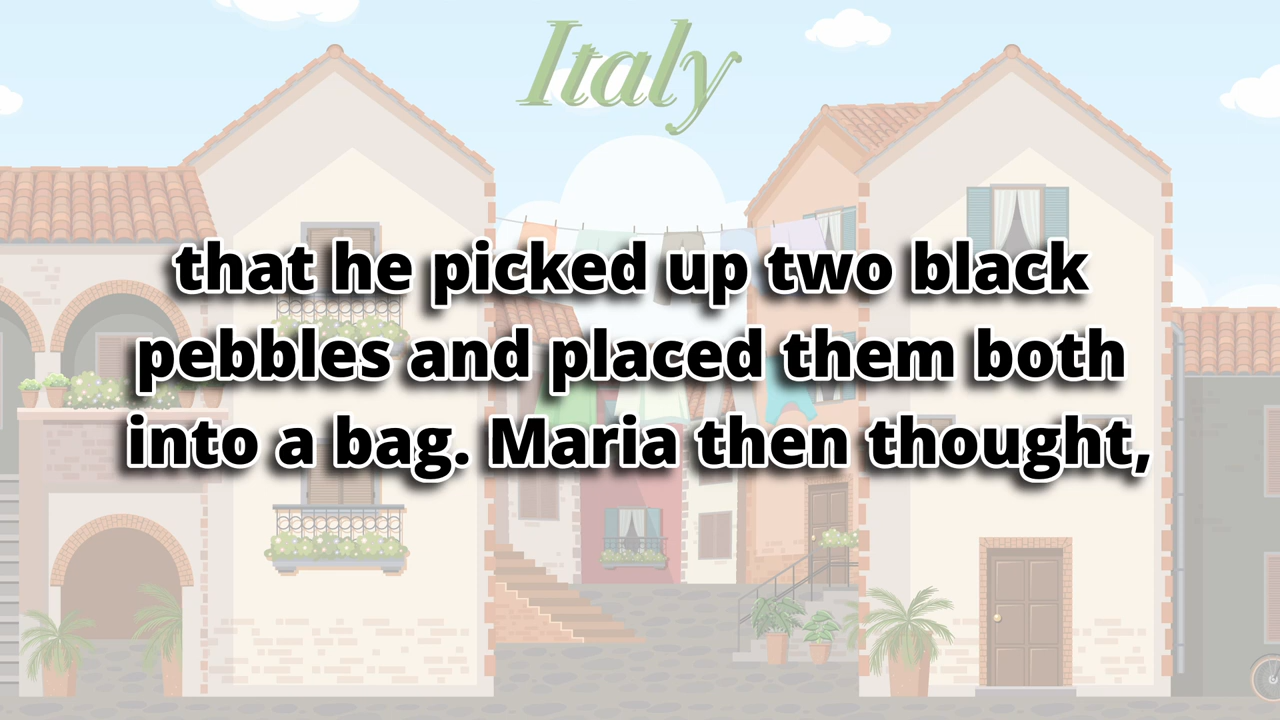 Italy
that he picked up two black
pebbles and placed them both
into a bag. Maria then thought,